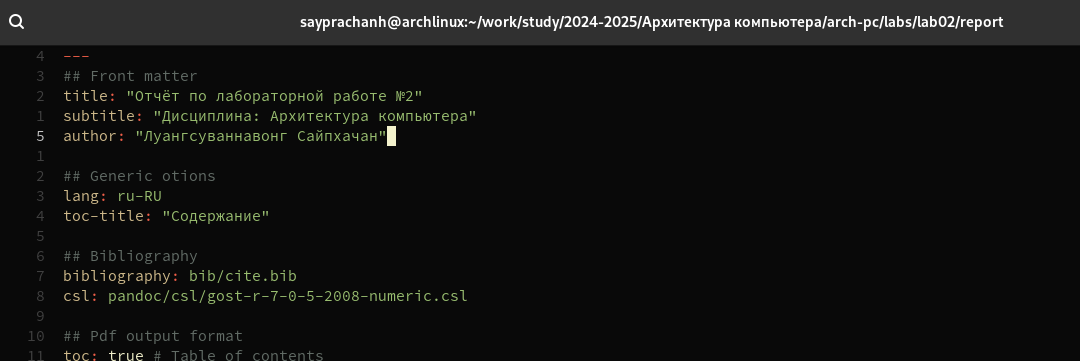 sayprachanh@archlinux:~/work/study/2024-2025/Архитектура компьютера/arch-pc/labs/lab02/report
4 ---
3 ## Front matter
2 title: "Отчёт по лабораторной работе №2"
1 subtitle: "Дисциплина: Архитектура компьютера"
5 author: "Луангсуваннавонг Сайпхачан"
1
2 ## Generic otions
3 lang: ru-RU
4 toc-title: "Содержание"
5
6 ## Bibliography
7 bibliography: bib/cite.bib
8 csl: pandoc/csl/gost-r-7-0-5-2008-numeric.csl
9
10 ## Pdf output format
11 toc: true # Table of contents